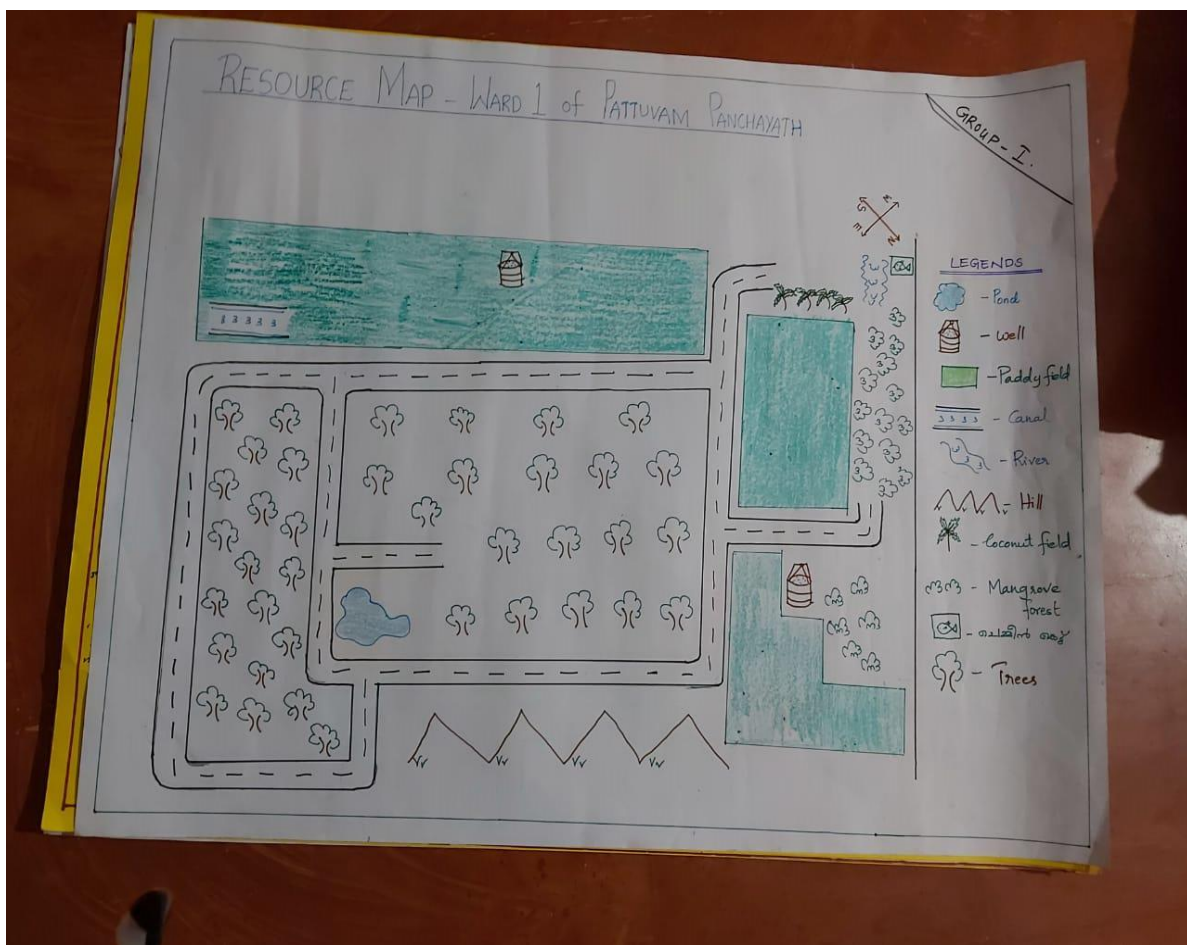 RESOURCE MAP - WARD 1 of PATTUVAM PANCHAYATH
GROUP - I.
S
N
E
LEGENDS
- Pond
- well
- Paddy field
- Canal
- River
- Hill
- Coconut field
- Mangrove
forest
- ചെമ്മീൻ കെട്ട്
- Trees